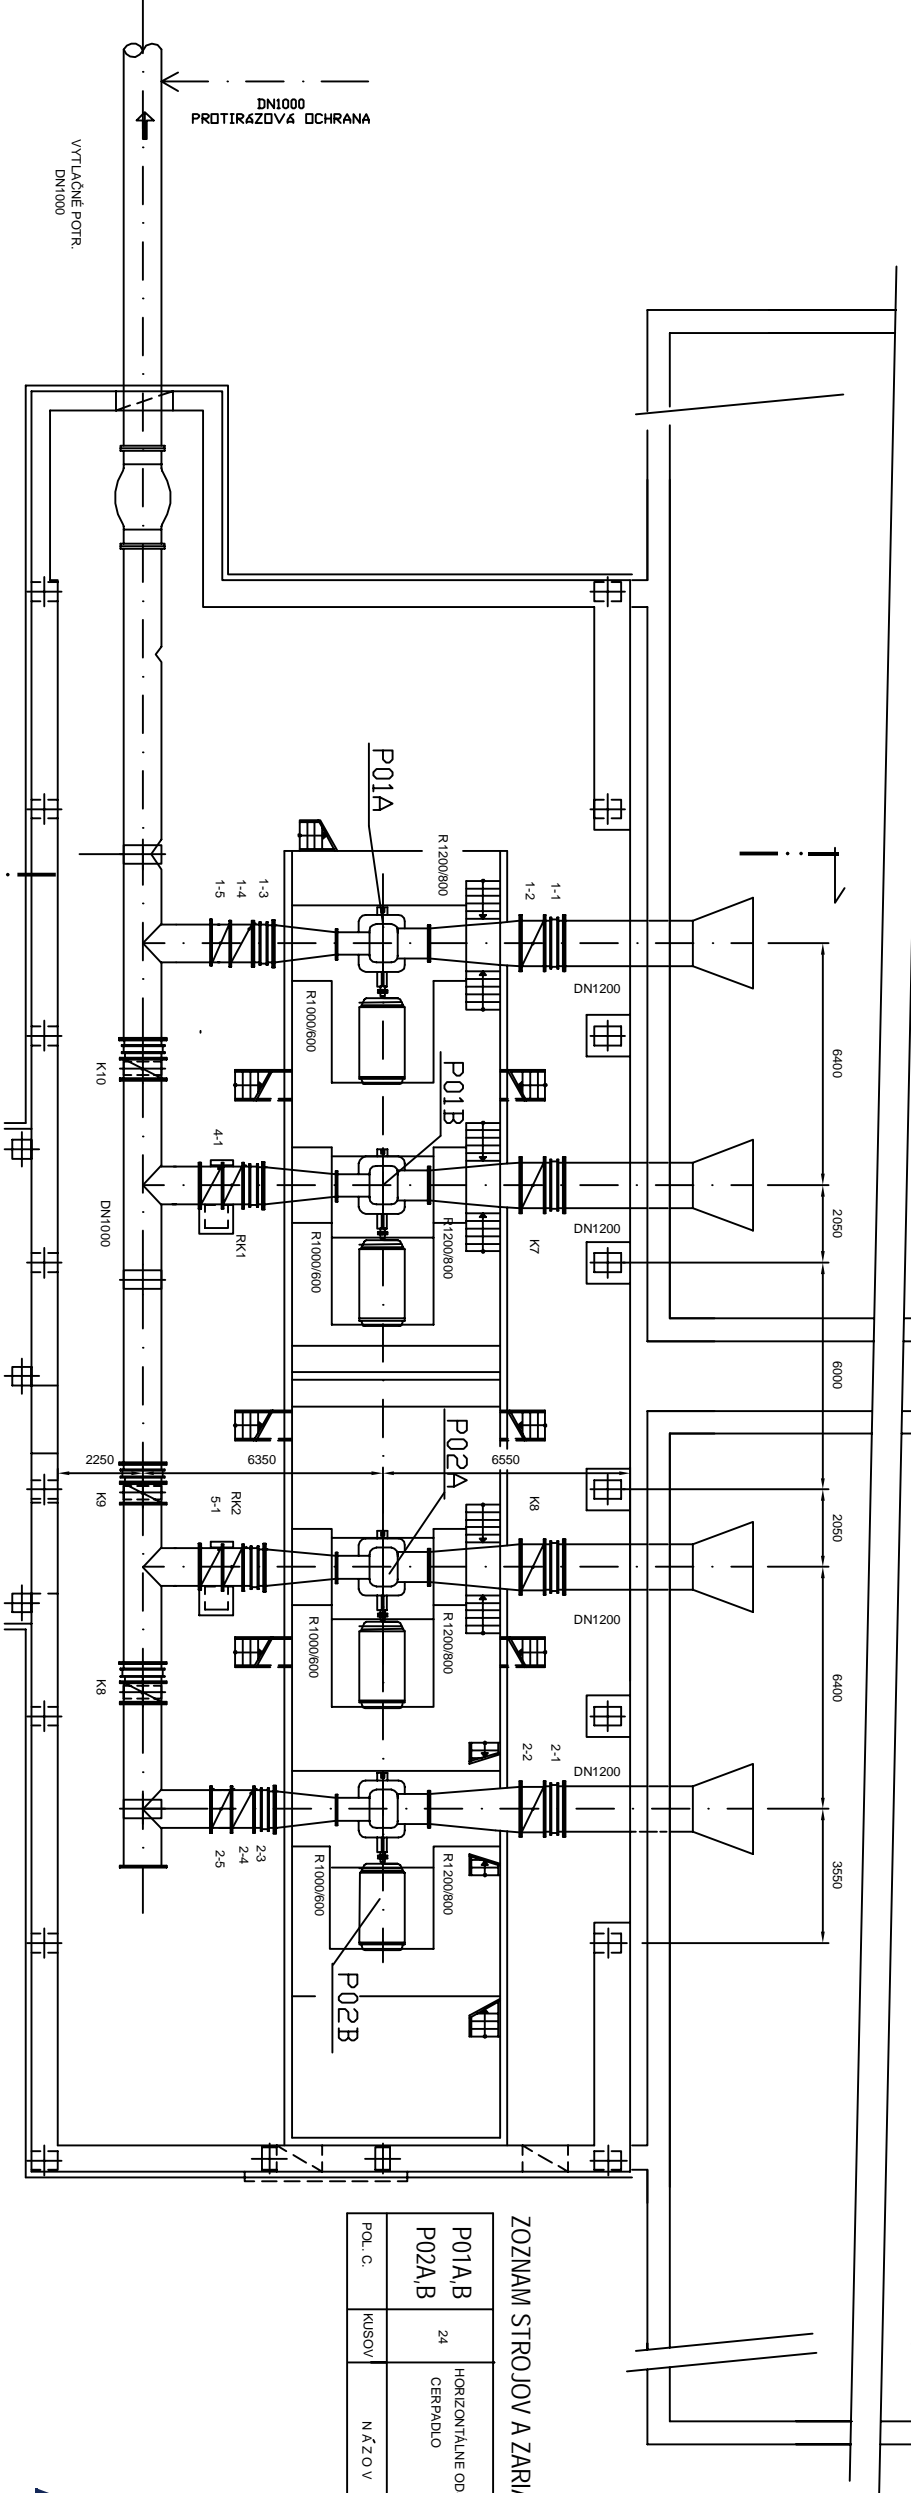 DN1000
PROTIRÁZOVÁ OCHRANA
VYTLAČNÉ POTR.
DN1000
P01A
R1200/800
1-5
1-4
1-3
1-2
1-1
DN1200
R1000/600
6400
K10
P01B
4-1
DN1000
RK1
R1000/600
R1200/800
K7
DN1200
2050
6000
2250
6350
6550
P02A
K9
5-1
RK2
K8
2050
R1000/600
R1200/800
DN1200
K8
6400
2-2
2-1
DN1200
2-5
2-4
2-3
R1000/600
R1200/800
3550
P02B
ZOZNAM STROJOV A ZARIA
P01A,B
P02A,B
24
HORIZONTÁLNE OD
CERPADLO
POL. C.
KUSOV
N Á Z O V